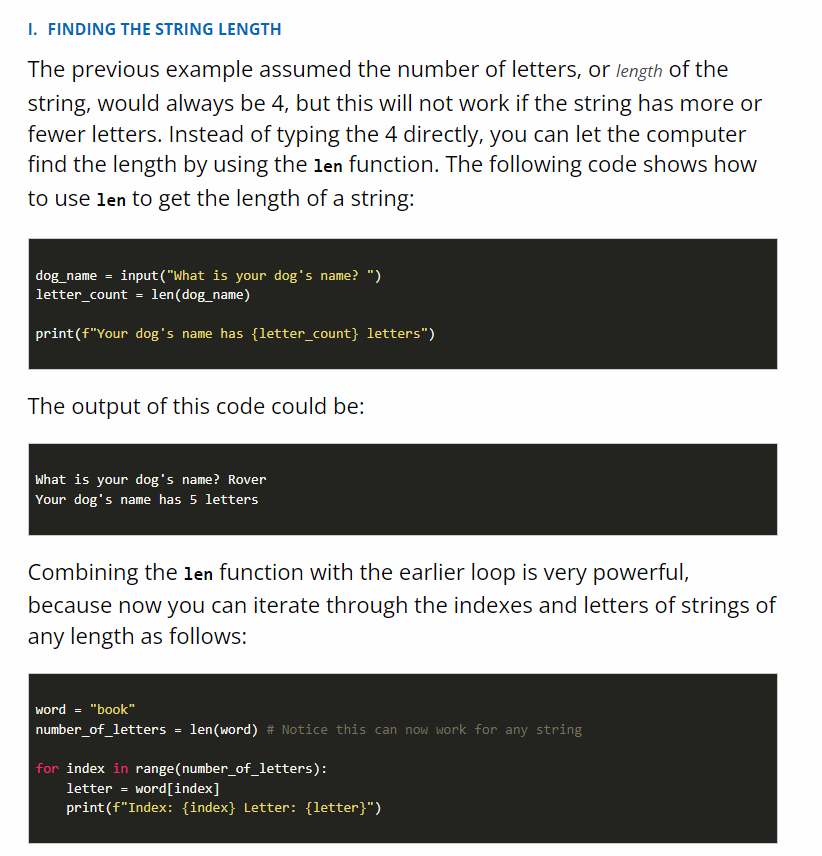 I. FINDING THE STRING LENGTH
The previous example assumed the number of letters, or length of the
string, would always be 4, but this will not work if the string has more or
fewer letters. Instead of typing the 4 directly, you can let the computer
find the length by using the len function. The following code shows how
to use len to get the length of a string:
dog_name = input("What is your dog's name? ")
letter_count = len(dog_name)
print(f"Your dog's name has {letter_count} letters")
The output of this code could be:
What is your dog's name? Rover
Your dog's name has 5 letters
Combining the len function with the earlier loop is very powerful,
because now you can iterate through the indexes and letters of strings of
any length as follows:
word = "book"
number_of_letters = len(word) # Notice this can now work for any string
for index in range(number_of_letters):
    letter = word[index]
    print(f"Index: {index} Letter: {letter}")